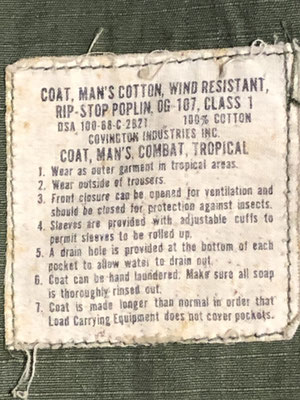 COAT, MAN'S COTTON, WIND RESISTANT,
RIP-STOP POPLIN, OG-107, CLASS 1
DSA 100-68-C-2621 100% COTTON
COVINGTON INDUSTRIES INC.
COAT, MAN'S, COMBAT, TROPICAL
1. Wear as outer garment in tropical areas.
2. Wear outside of trousers.
3. Front closure can be opened for ventilation and
should be closed for protection against insects.
4. Sleeves are provided with adjustable cuffs to
permit sleeves to be rolled up.
5. A drain hole is provided at the bottom of each
pocket to allow water to drain out.
6. Coat can be hand laundered: Make sure all soap
is thoroughly rinsed out.
7. Coat is made longer than normal in order that
Load Carrying Equipment does not cover pockets.